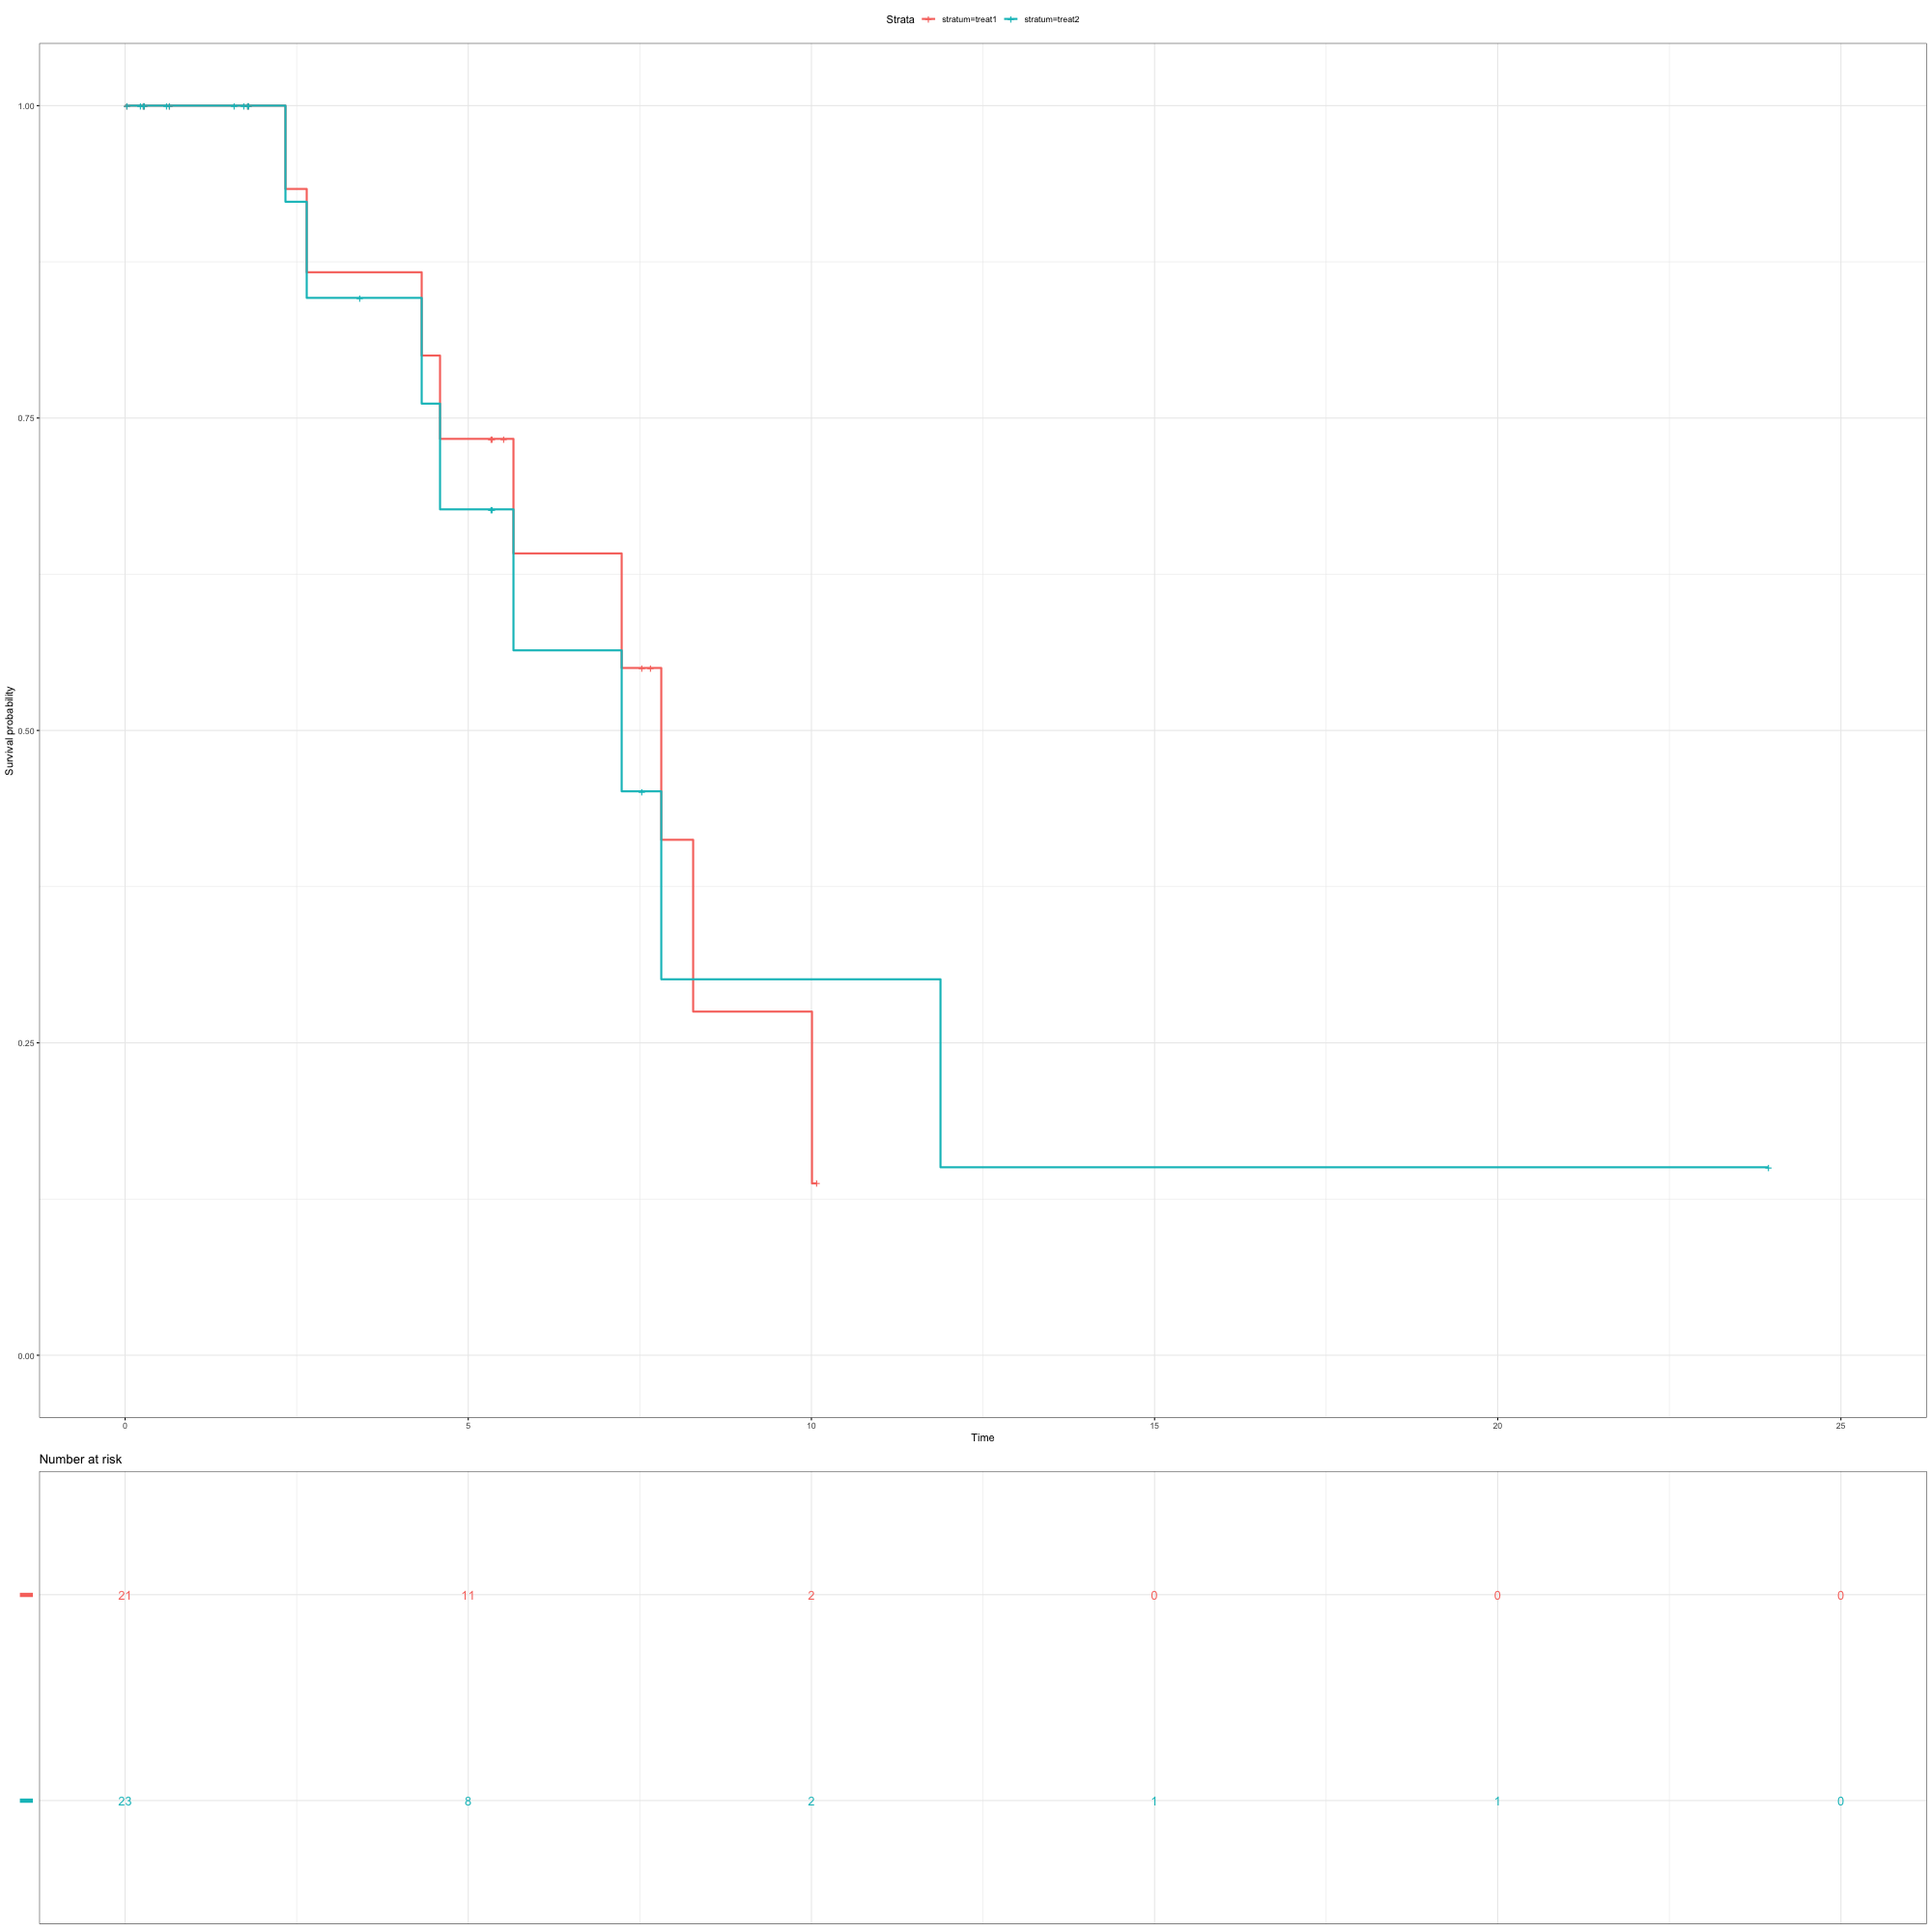 Strata stratum=treat1 stratum=treat2
1.00
0.75
0.50
0.25
0.00
Survival probability
0 5 10 15 20 25
Time
Number at risk
21 11 2 0 0 0
23 8 2 1 1 0